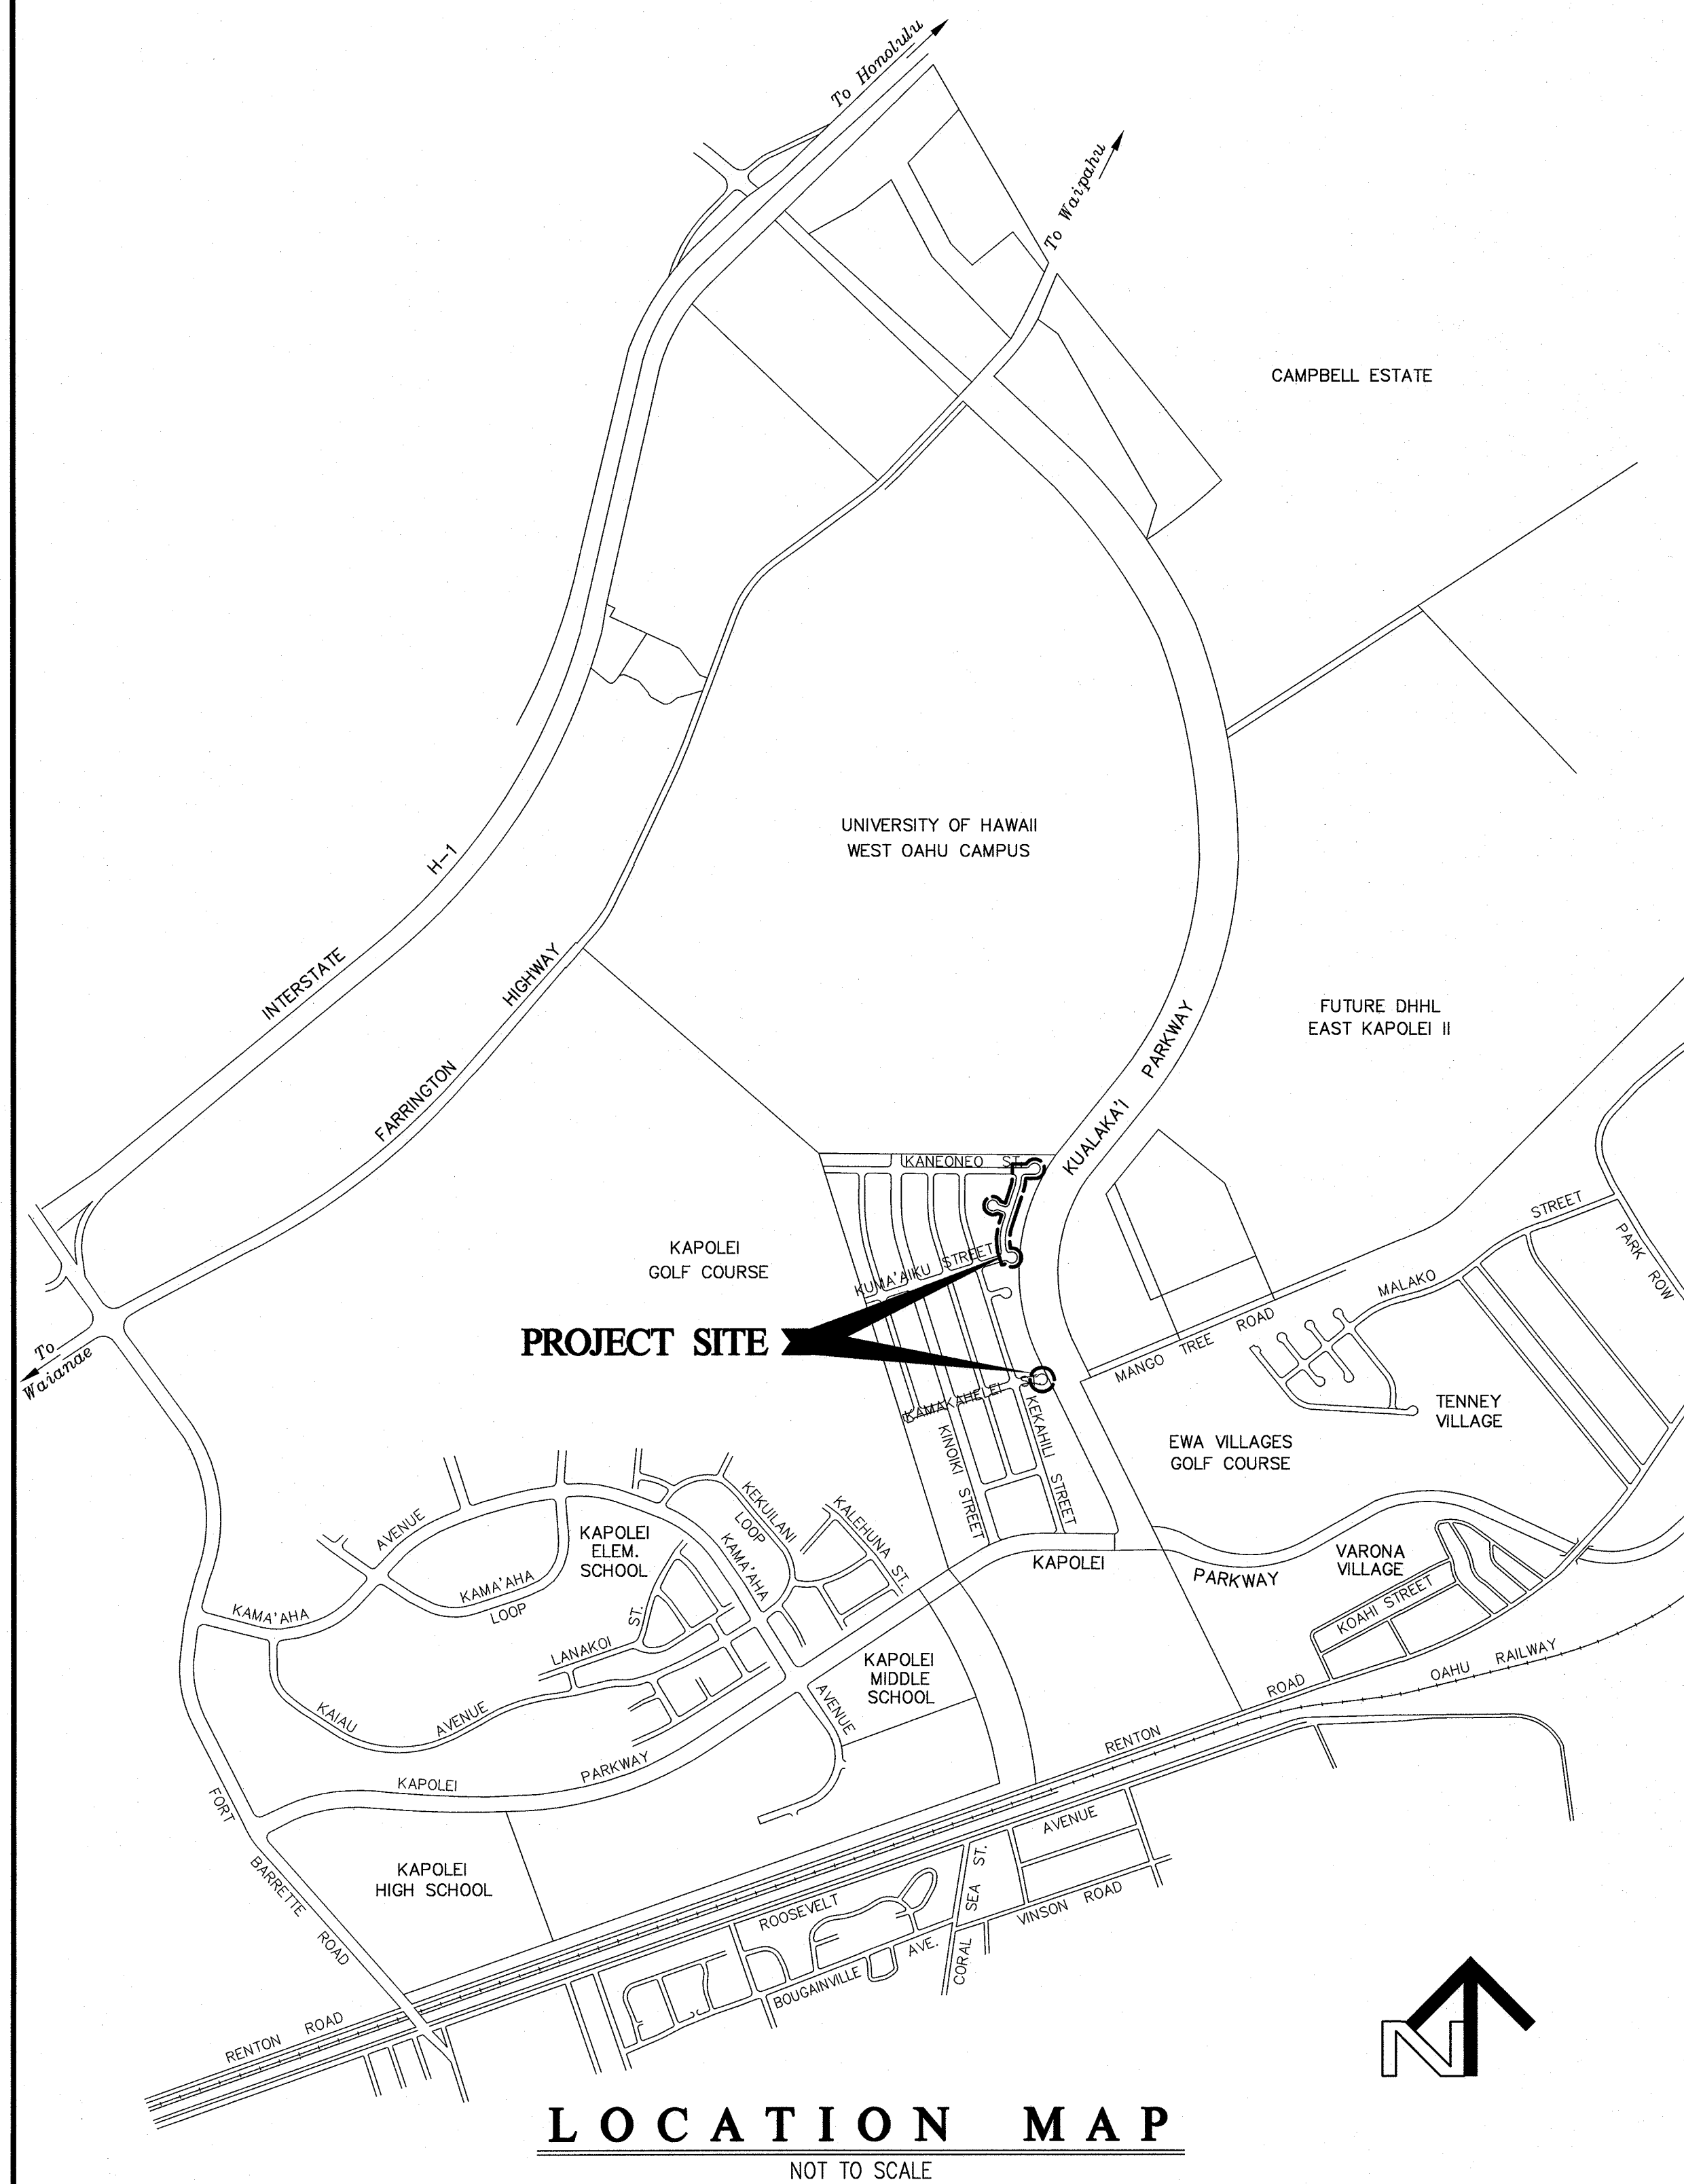 To Honolulu
To Waipahu
CAMPBELL ESTATE
UNIVERSITY OF HAWAII
WEST OAHU CAMPUS
H-1
INTERSTATE
HIGHWAY
FARRINGTON
FUTURE DHHL
EAST KAPOLEI II
PARKWAY
KUALAKA'I
KANEONEO ST.
STREET
PARK ROW
KAPOLEI
GOLF COURSE
KUMA'AIKU STREET
MALAKO
To
Waianae
PROJECT SITE
MANGO TREE ROAD
KAMAKAHELEI ST.
TENNEY
VILLAGE
KINOIKI STREET
KEKAHILI STREET
EWA VILLAGES
GOLF COURSE
AVENUE
KAPOLEI
ELEM.
SCHOOL
KEKUILANI
LOOP
KALEHUNA ST.
KAMA'AHA
KAPOLEI
PARKWAY
VARONA
VILLAGE
KAMA'AHA
LOOP
KAMA'AHA
ST.
LANAKOI
KOAHI STREET
KAPOLEI
MIDDLE
SCHOOL
ROAD
OAHU RAILWAY
KAIAU
AVENUE
AVENUE
RENTON
KAPOLEI
PARKWAY
FORT
BARRETTE
ROAD
KAPOLEI
HIGH SCHOOL
AVENUE
ROOSEVELT
CORAL SEA ST.
VINSON ROAD
BOUGAINVILLE AVE.
RENTON ROAD
N
LOCATION MAP
NOT TO SCALE